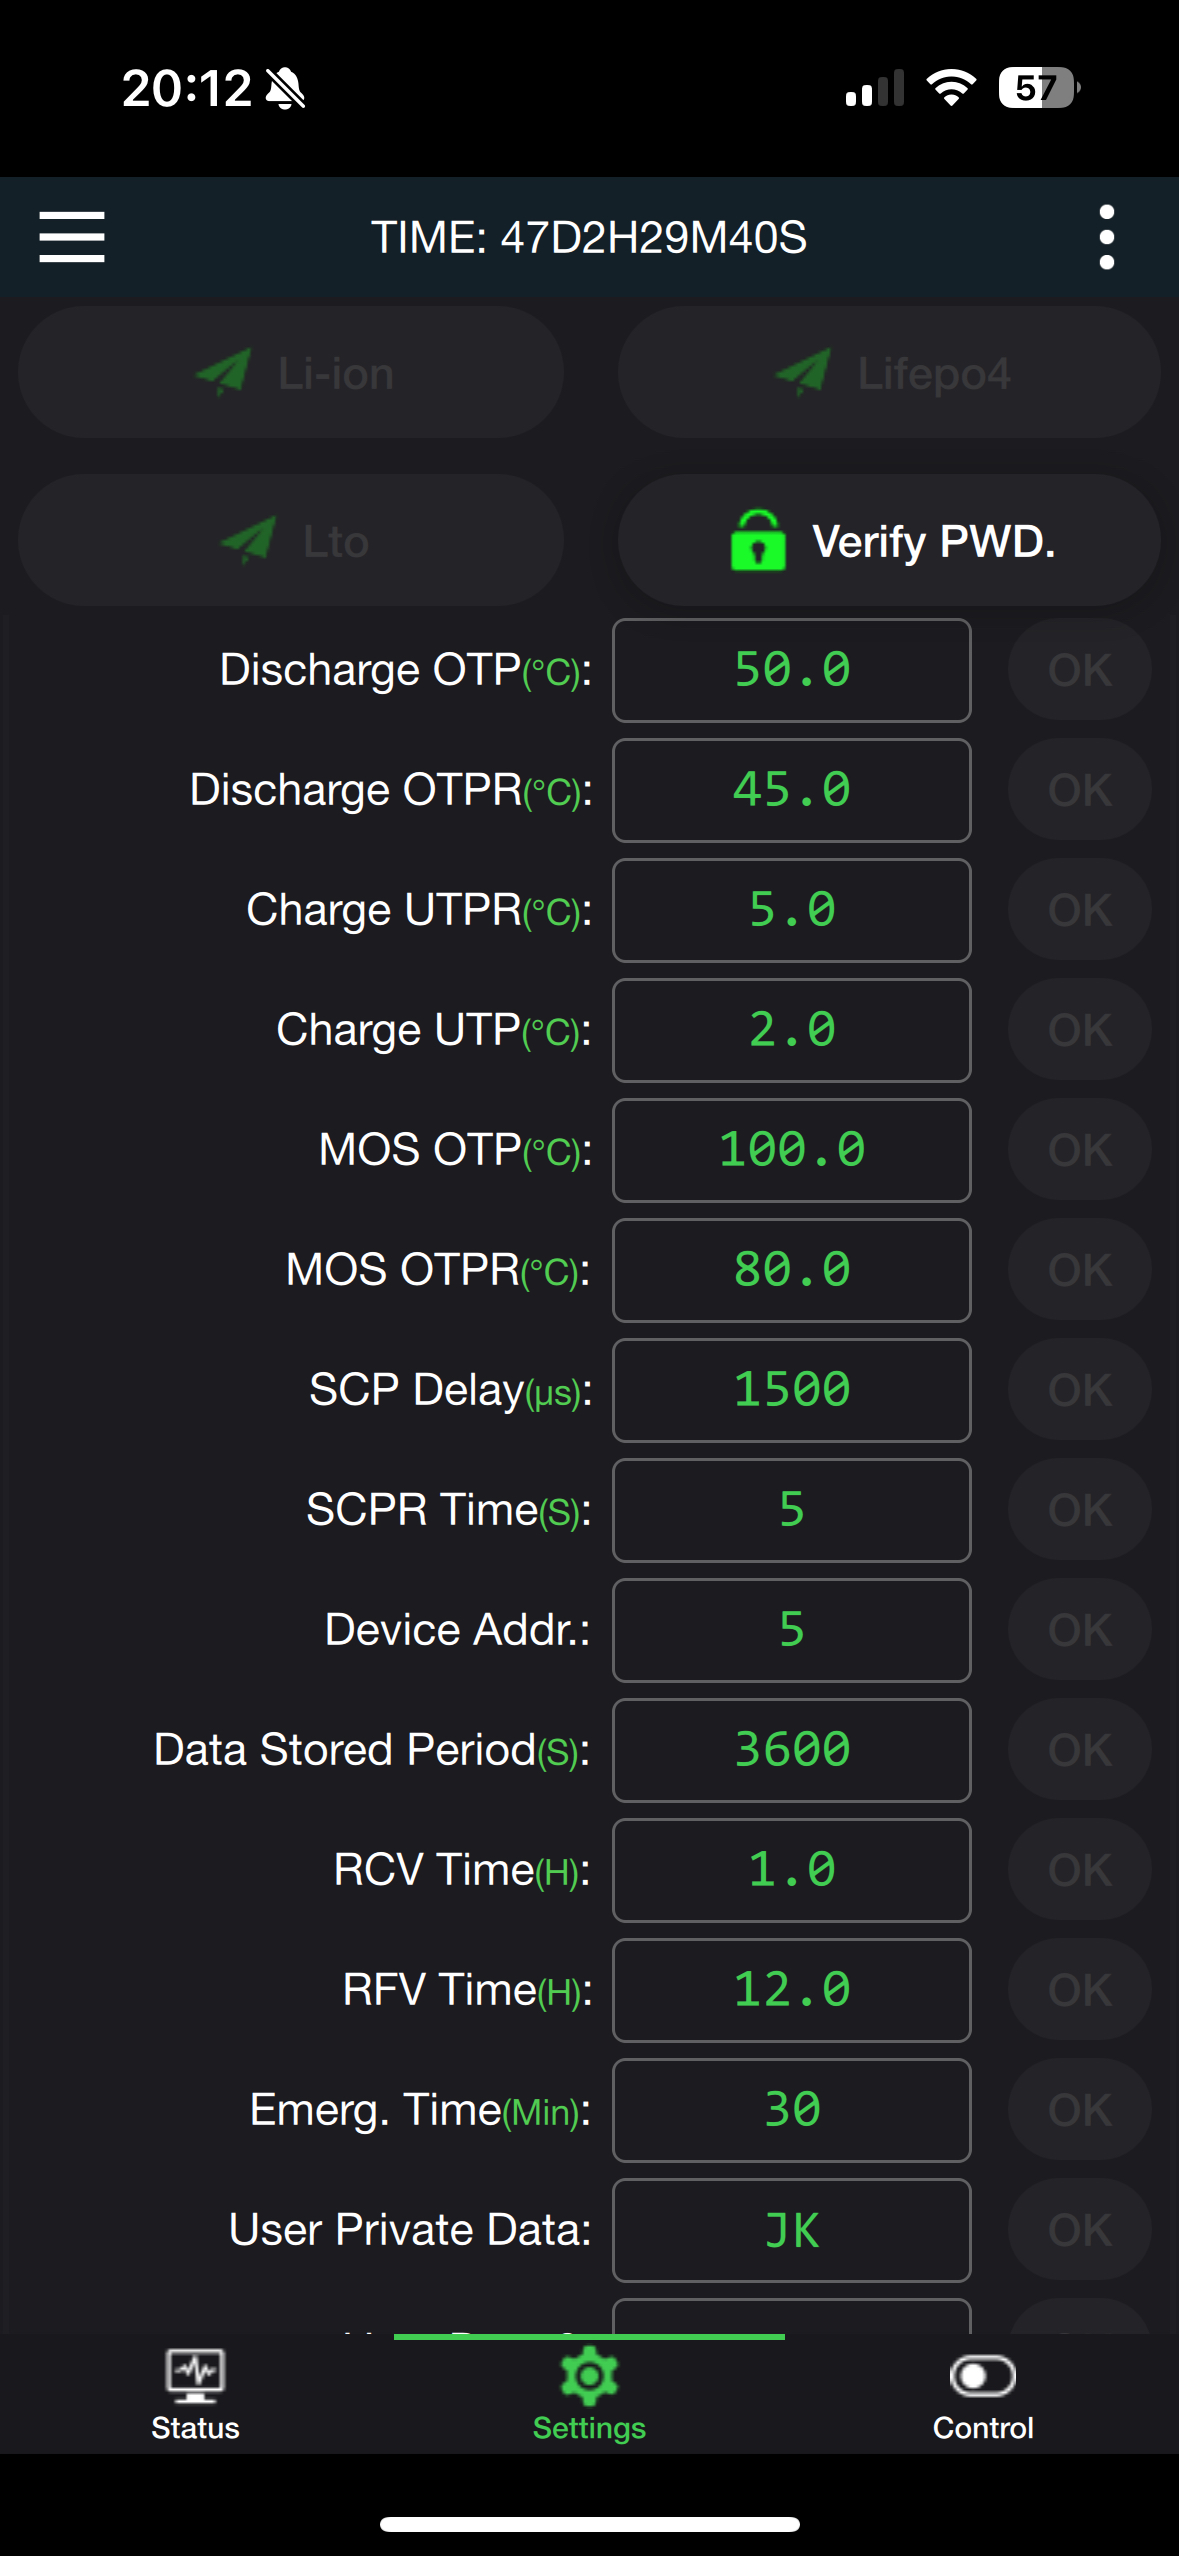 20:12
57
TIME: 47D2H29M40S
Li-ion
Lifepo4
Lto
Verify PWD.
Discharge OTP(°C): 50.0 OK
Discharge OTPR(°C): 45.0 OK
Charge UTPR(°C): 5.0 OK
Charge UTP(°C): 2.0 OK
MOS OTP(°C): 100.0 OK
MOS OTPR(°C): 80.0 OK
SCP Delay(µs): 1500 OK
SCPR Time(S): 5 OK
Device Addr.: 5 OK
Data Stored Period(S): 3600 OK
RCV Time(H): 1.0 OK
RFV Time(H): 12.0 OK
Emerg. Time(Min): 30 OK
User Private Data: JK OK
Status
Settings
Control